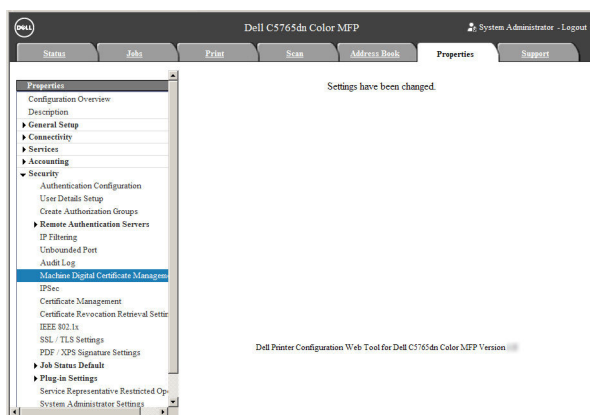 DELL
Dell C5765dn Color MFP
System Administrator - Logout
Status
Jobs
Print
Scan
Address Book
Properties
Support
Properties
Configuration Overview
Description
General Setup
Connectivity
Services
Accounting
Security
Authentication Configuration
User Details Setup
Create Authorization Groups
Remote Authentication Servers
IP Filtering
Unbounded Port
Audit Log
Machine Digital Certificate Managem
IPSec
Certificate Management
Certificate Revocation Retrieval Settin
IEEE 802.1x
SSL / TLS Settings
PDF / XPS Signature Settings
Job Status Default
Plug-in Settings
Service Representative Restricted Op
System Administrator Settings
Settings have been changed.
Dell Printer Configuration Web Tool for Dell C5765dn Color MFP Version